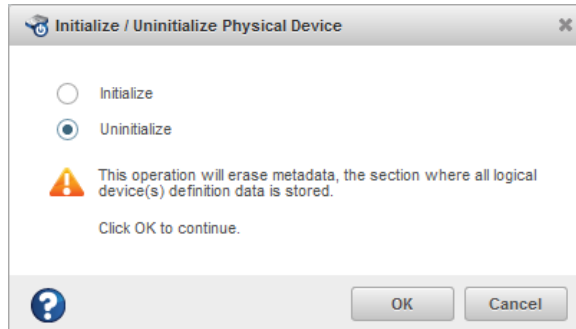 Initialize / Uninitialize Physical Device
Initialize
Uninitialize
This operation will erase metadata, the section where all logical
device(s) definition data is stored.
Click OK to continue.
OK
Cancel